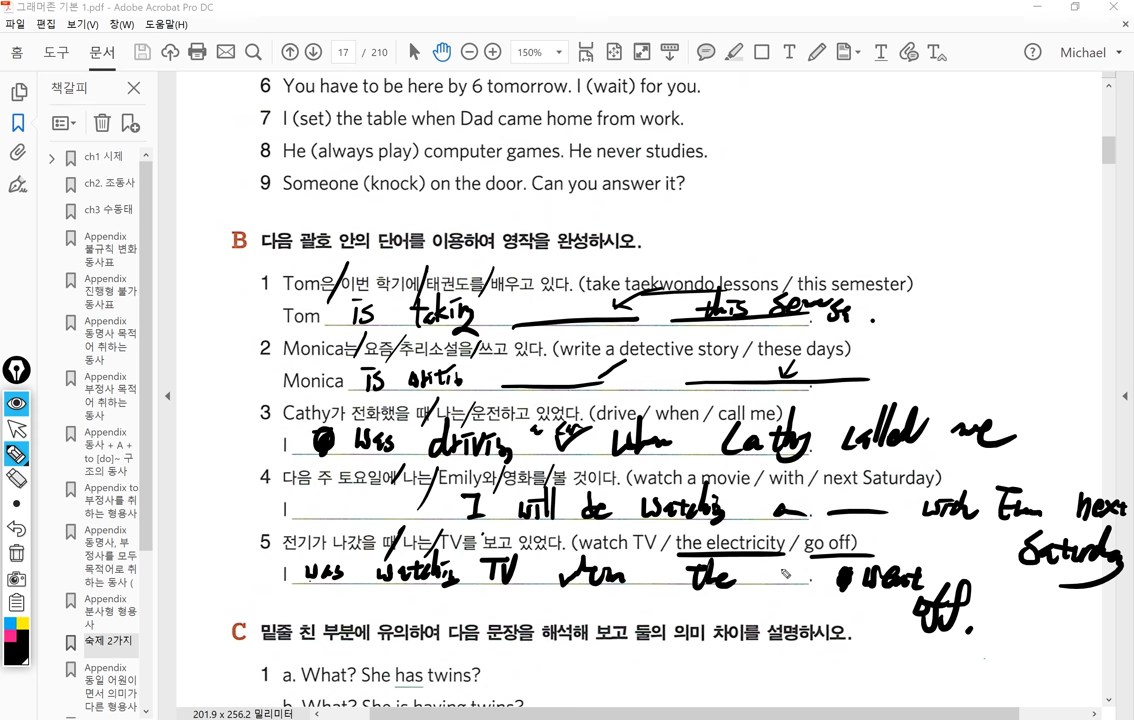 그래머존 기본 1.pdf - Adobe Acrobat Pro DC
파일 편집 보기(V) 창(W) 도움말(H)
홈 도구 문서 17 / 210 150% Michael
책갈피
ch1 시제
ch2. 조동사
ch3 수동태
Appendix
불규칙 변화
동사표
Appendix
진행형 불가
동사표
Appendix
동명사 목적
어 취하는
동사
Appendix
부정사 목적
어 취하는
동사
Appendix
동사 + A +
to [do]~ 구
조의 동사
Appendix to
부정사를 취
하는 형용사
Appendix
동명사, 부
정사를 모두
목적어로 취
하는 동사 (
Appendix
분사형 형용
사
숙제 2가지
Appendix
동일 어원이
면서 의미가
다른 형용사
6 You have to be here by 6 tomorrow. I (wait) for you.
7 I (set) the table when Dad came home from work.
8 He (always play) computer games. He never studies.
9 Someone (knock) on the door. Can you answer it?
B 다음 괄호 안의 단어를 이용하여 영작을 완성하시오.
1 Tom은/이번 학기에/태권도를/배우고 있다. (take taekwondo lessons / this semester)
Tom is taking this .
2 Monica는/요즘/추리소설을/쓰고 있다. (write a detective story / these days)
Monica is .
3 Cathy가 전화했을 때/나는/운전하고 있었다. (drive / when / call me)
I was driving when Cathy called me
4 다음 주 토요일에/나는/Emily와/영화를/볼 것이다. (watch a movie / with / next Saturday)
I I will be watching a with Em next
Saturday
5 전기가 나갔을 때/나는/TV를 보고 있었다. (watch TV / the electricity / go off)
I was watching TV when the . went
off.
C 밑줄 친 부분에 유의하여 다음 문장을 해석해 보고 둘의 의미 차이를 설명하시오.
1 a. What? She has twins?
b. What? She is having twins?
201.9 x 256.2 밀리미터